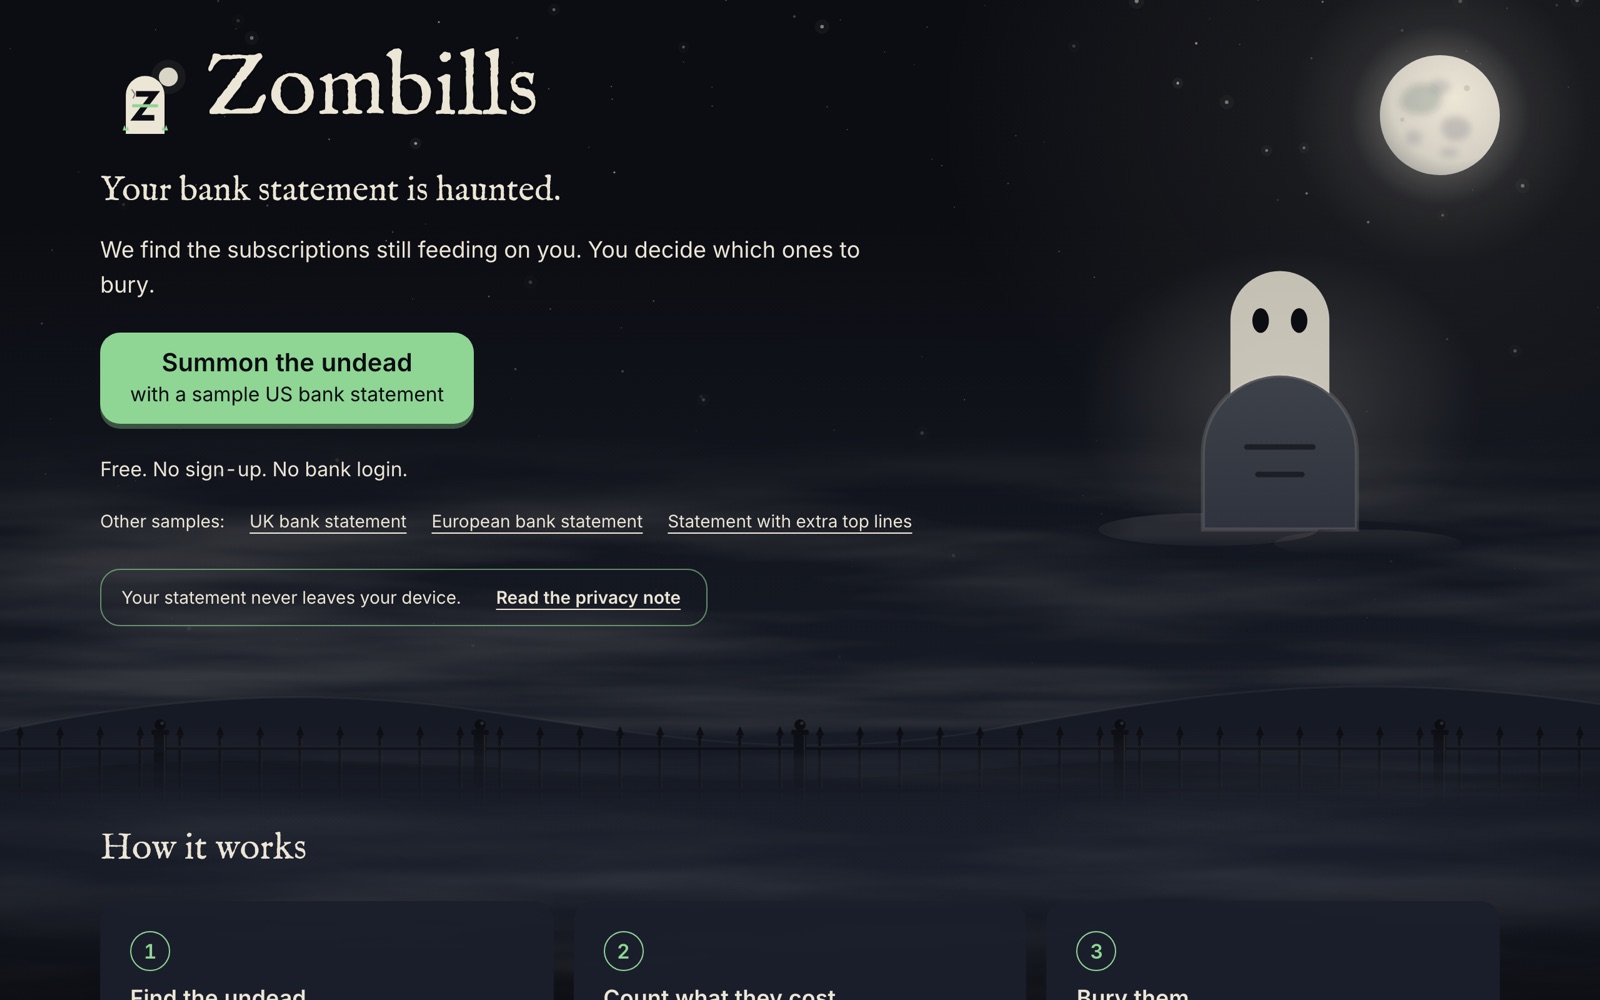 Z
Zombills
Your bank statement is haunted.
We find the subscriptions still feeding on you. You decide which ones to
bury.
Summon the undead
with a sample US bank statement
Free. No sign-up. No bank login.
Other samples: UK bank statement European bank statement Statement with extra top lines
Your statement never leaves your device. Read the privacy note
How it works
1
2
3
Find the undead
Count what they cost
Bury them